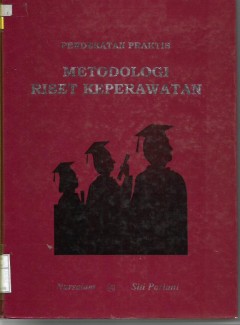 PENDEKATAN PRAKTIS
METODOLOGI
RISET KEPERAWATAN
Nursalam Siti Pariani